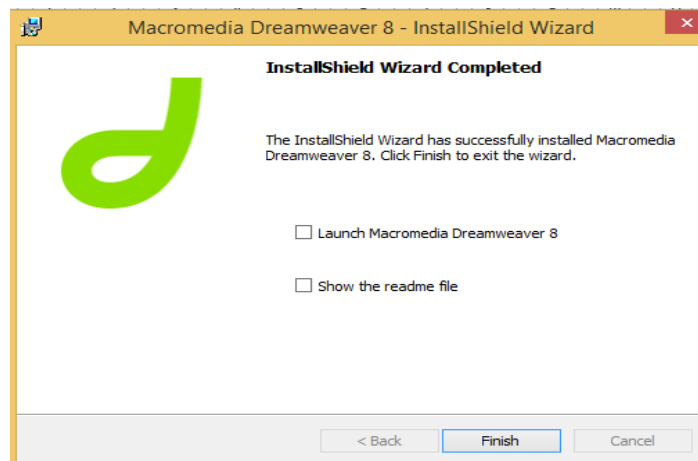 Macromedia Dreamweaver 8 - InstallShield Wizard
InstallShield Wizard Completed
The InstallShield Wizard has successfully installed Macromedia
Dreamweaver 8. Click Finish to exit the wizard.
Launch Macromedia Dreamweaver 8
Show the readme file
< Back
Finish
Cancel